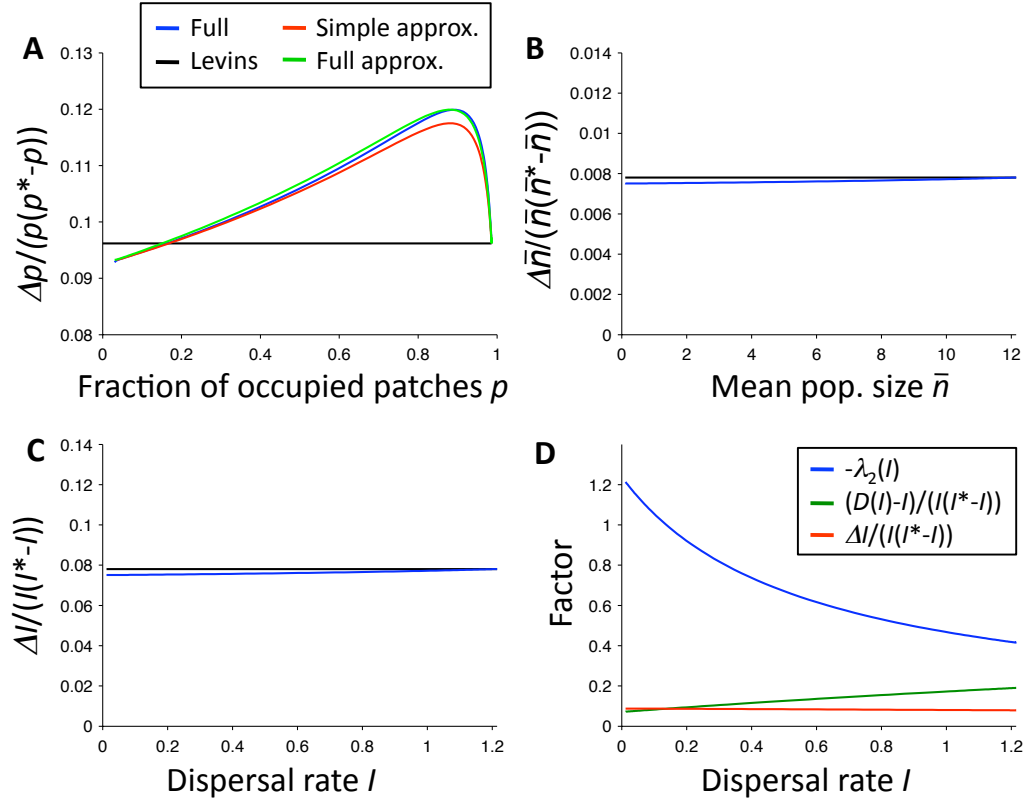 A
Full
Simple approx.
Levins
Full approx.
0.13
0.12
0.11
0.1
0.09
0.08
Δp/(p(p*-p))
0
0.2
0.4
0.6
0.8
1
Fraction of occupied patches p
B
0.014
0.012
0.01
0.008
0.006
0.004
0.002
0
Δn̄/(n̄(n̄*-n̄))
0
2
4
6
8
10
12
Mean pop. size n̄
C
0.14
0.12
0.1
0.08
0.06
0.04
0.02
0
ΔI/(I(I*-I))
0
0.2
0.4
0.6
0.8
1
1.2
Dispersal rate I
D
-λ₂(I)
(D(I)-I)/(I(I*-I))
ΔI/(I(I*-I))
1.2
1
0.8
0.6
0.4
0.2
0
Factor
0
0.2
0.4
0.6
0.8
1
1.2
Dispersal rate I